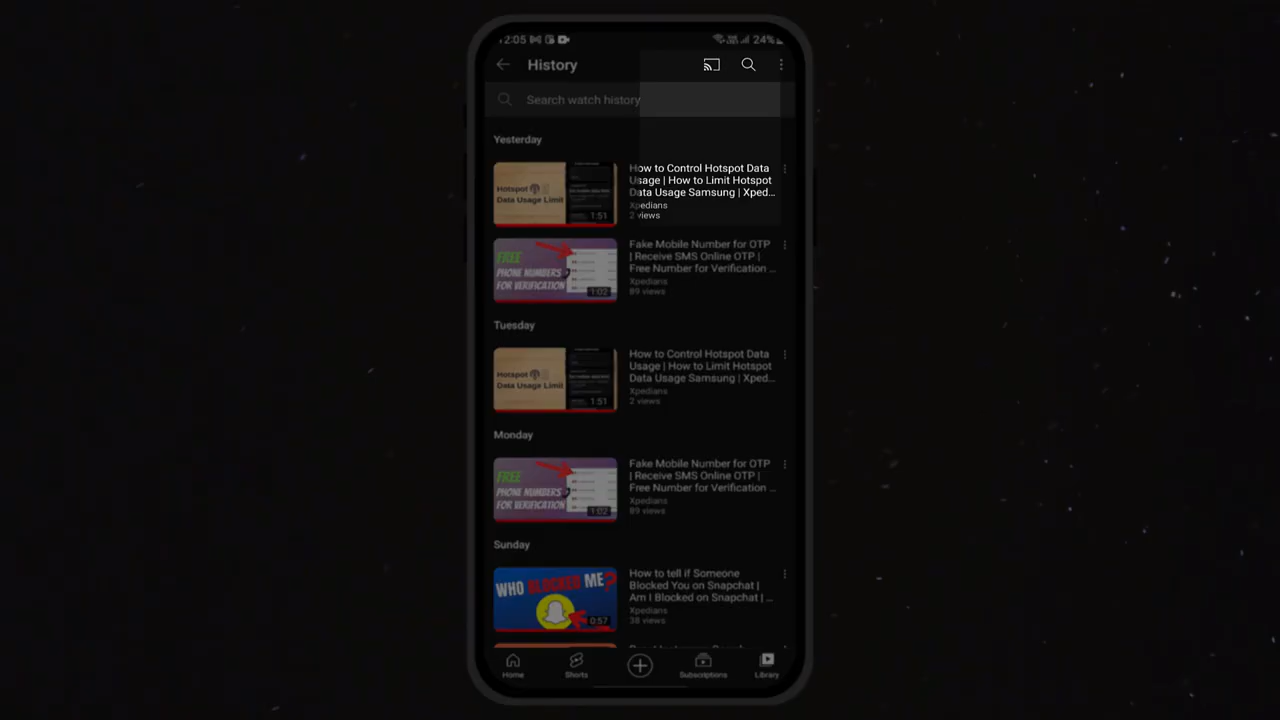 12:05
24%
History
Search watch history
Yesterday
Hotspot
Data Usage Limit
1:51
How to Control Hotspot Data
Usage | How to Limit Hotspot
Data Usage Samsung | Xped...
Xpedians
2 views
FREE
PHONE NUMBERS
FOR VERIFICATION
1:02
Fake Mobile Number for OTP
| Receive SMS Online OTP |
Free Number for Verification ...
Xpedians
89 views
Tuesday
Hotspot
Data Usage Limit
1:51
How to Control Hotspot Data
Usage | How to Limit Hotspot
Data Usage Samsung | Xped...
Xpedians
2 views
Monday
FREE
PHONE NUMBERS
FOR VERIFICATION
1:02
Fake Mobile Number for OTP
| Receive SMS Online OTP |
Free Number for Verification ...
Xpedians
89 views
Sunday
WHO BLOCKED ME?
0:57
How to tell if Someone
Blocked You on Snapchat |
Am I Blocked on Snapchat | ...
Xpedians
38 views
Home
Shorts
Subscriptions
Library